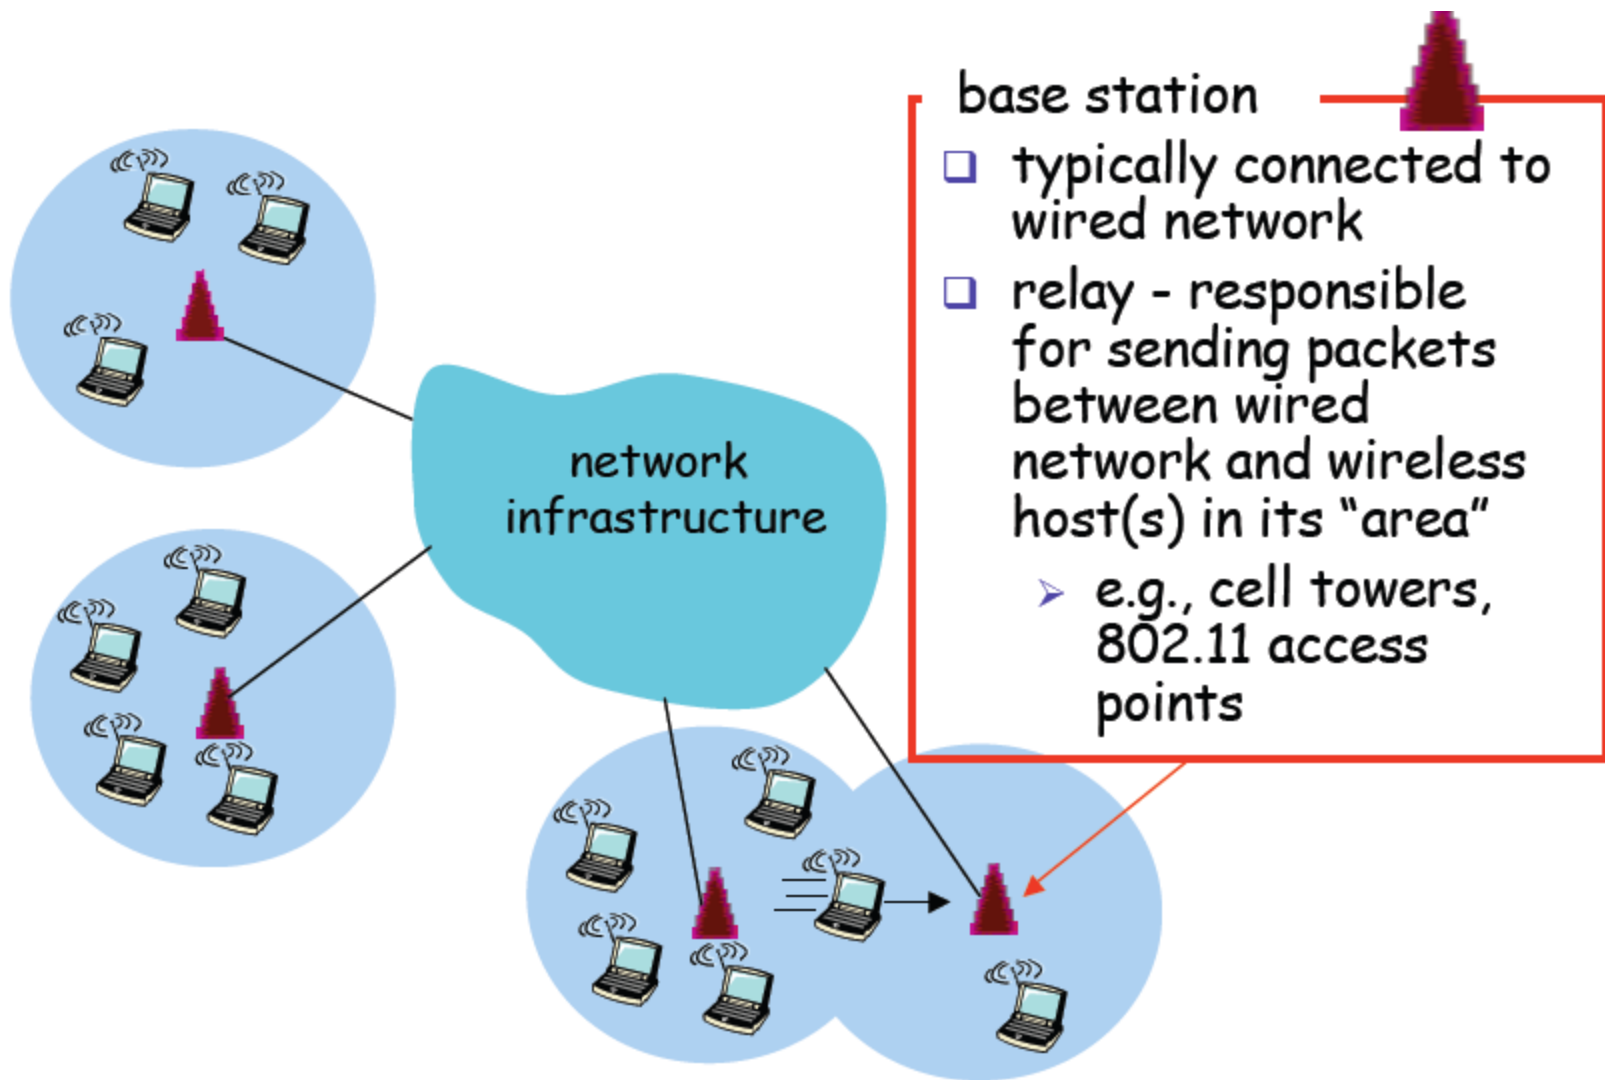 base station
typically connected to
wired network
relay - responsible
for sending packets
between wired
network and wireless
host(s) in its “area”
e.g., cell towers,
802.11 access
points
network
infrastructure